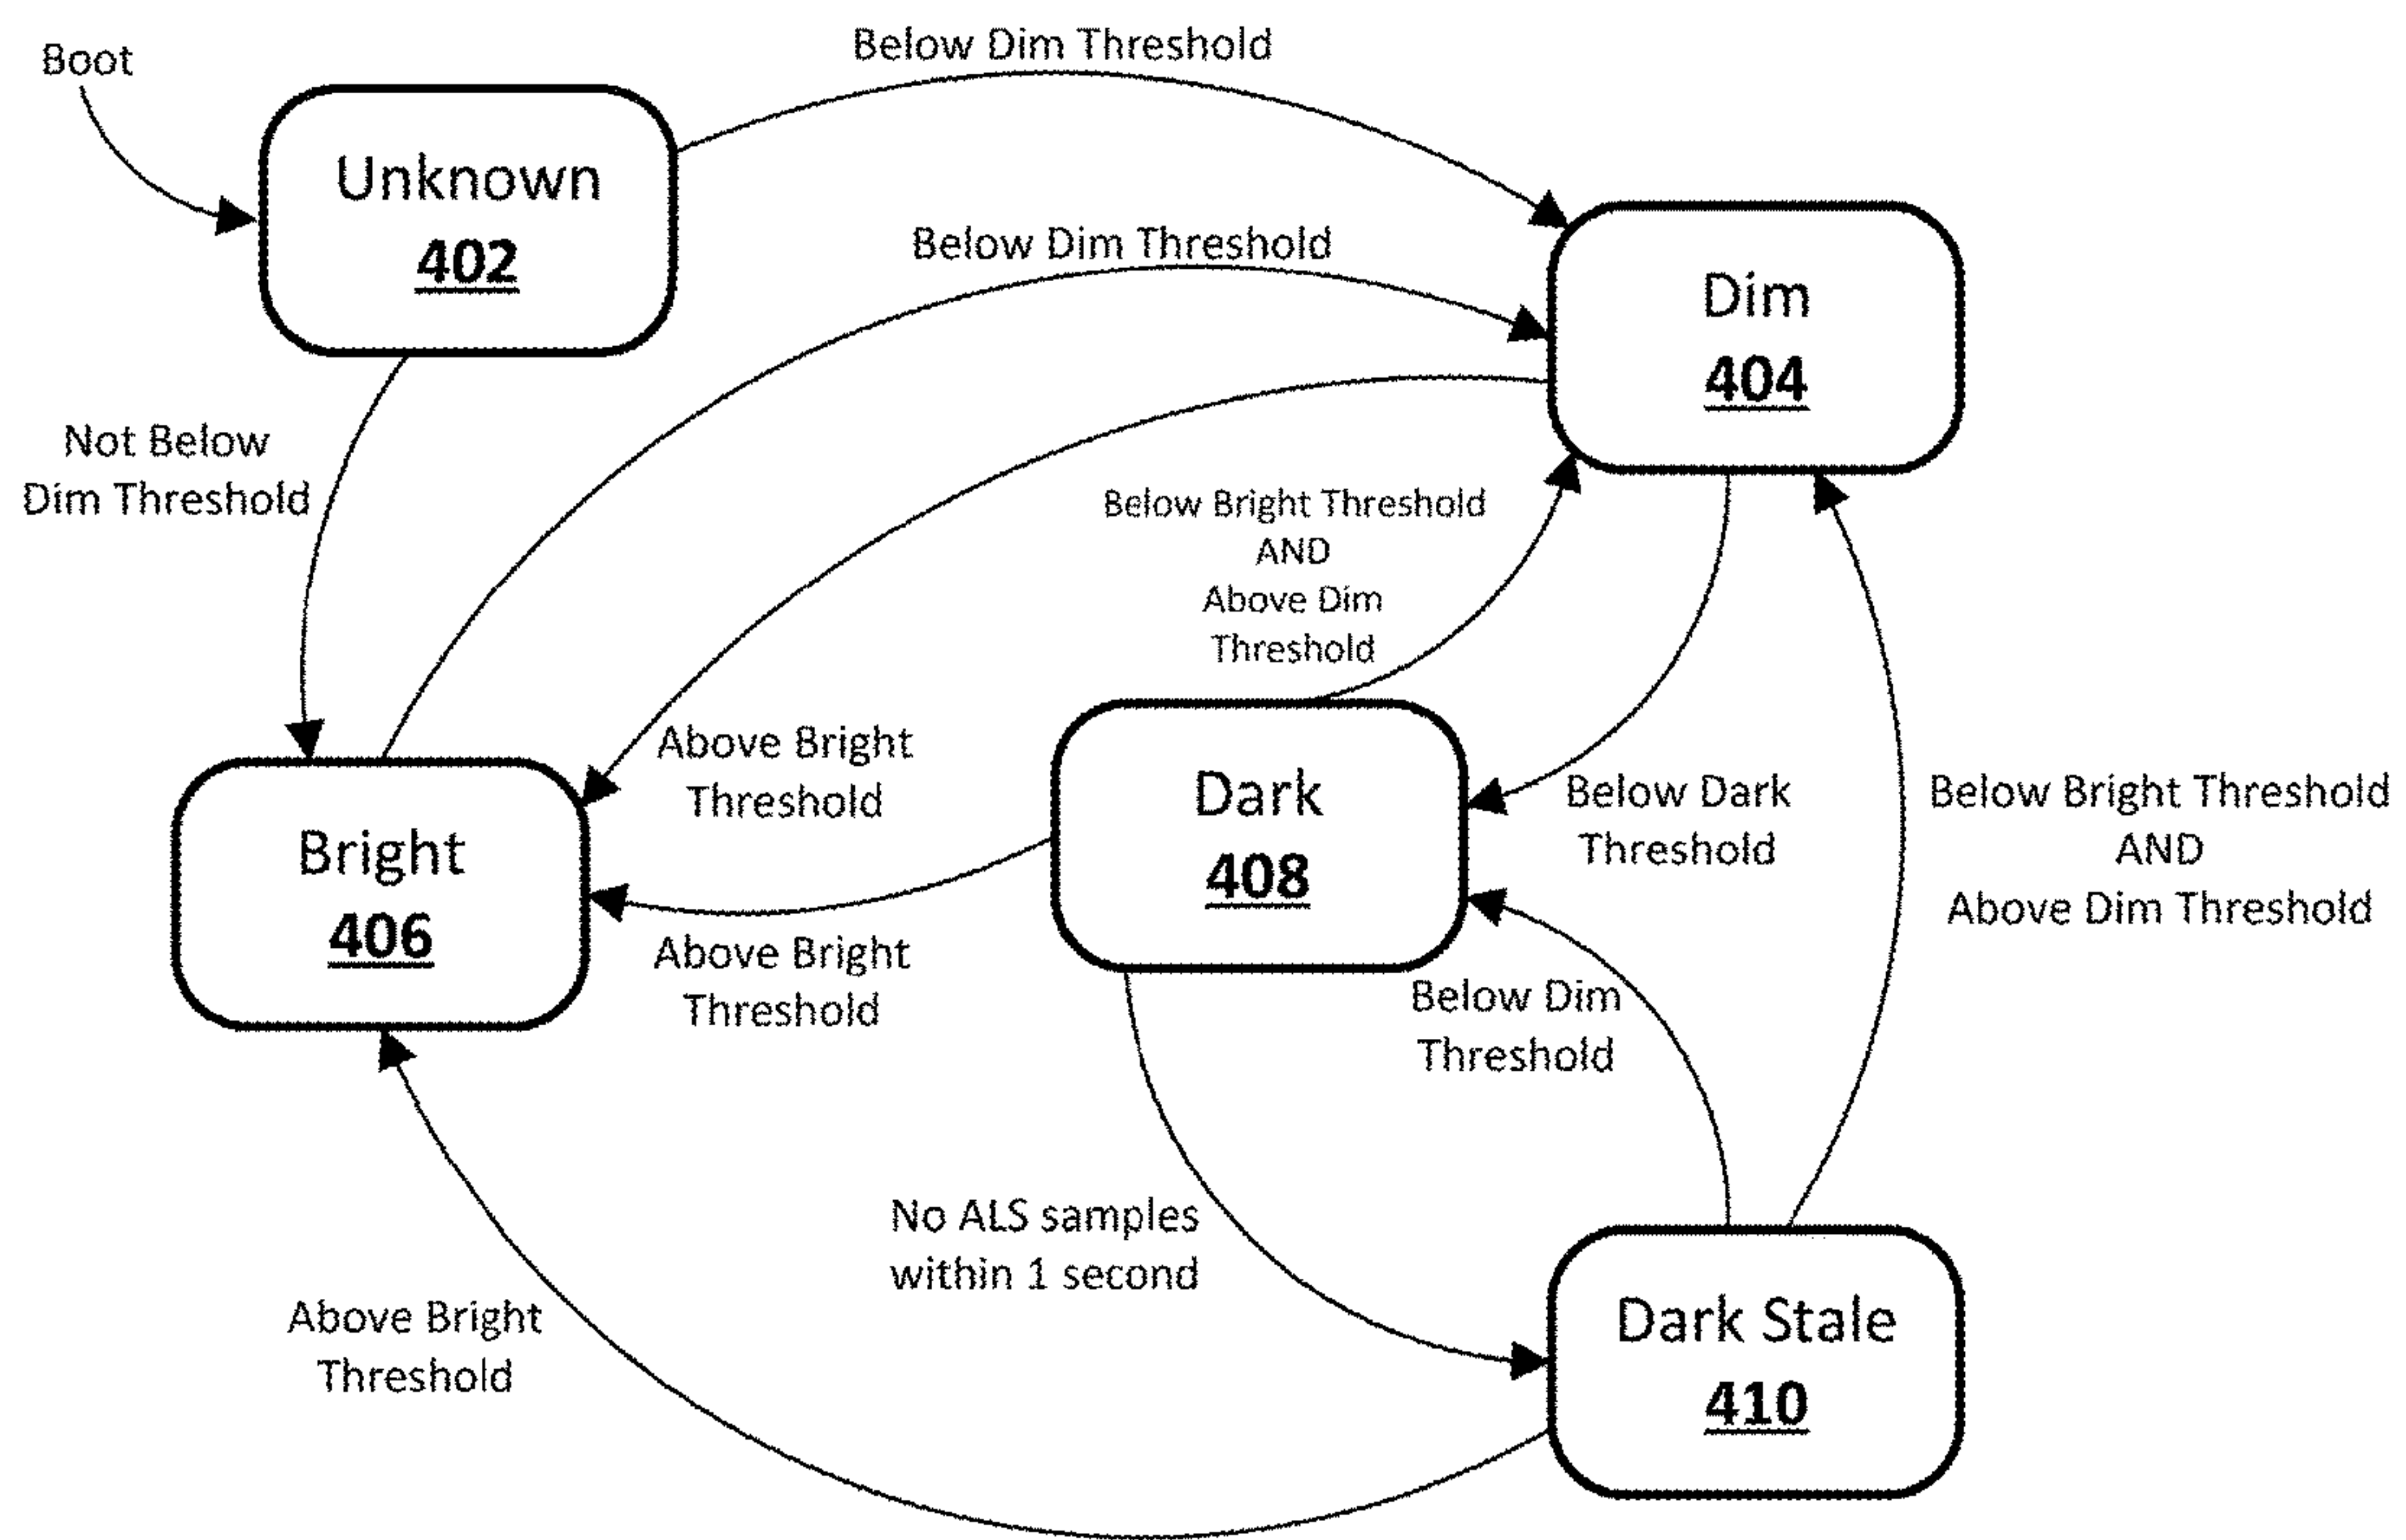 Boot
Below Dim Threshold
Unknown
402
Below Dim Threshold
Dim
404
Not Below
Dim Threshold
Below Bright Threshold
AND
Above Dim
Threshold
Above Bright
Threshold
Dark
408
Below Dark
Threshold
Below Bright Threshold
AND
Above Dim Threshold
Bright
406
Above Bright
Threshold
Below Dim
Threshold
No ALS samples
within 1 second
Above Bright
Threshold
Dark Stale
410